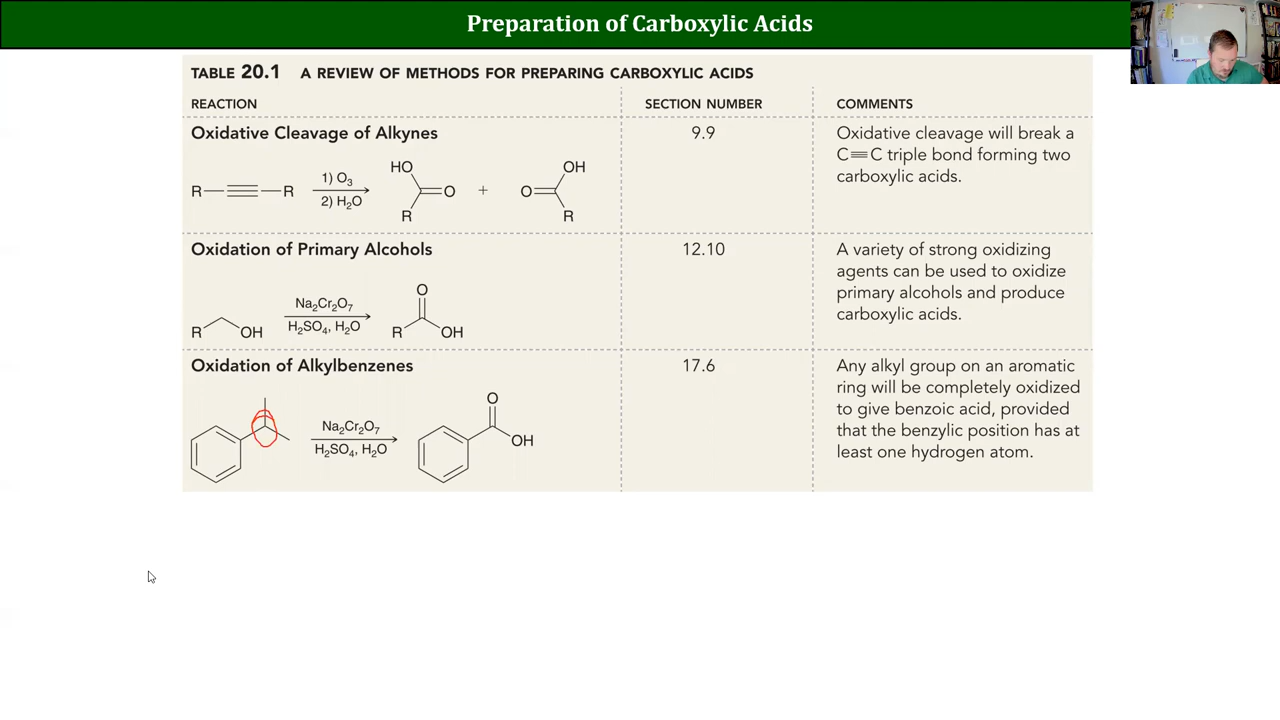 Preparation of Carboxylic Acids
TABLE 20.1 A REVIEW OF METHODS FOR PREPARING CARBOXYLIC ACIDS
REACTION SECTION NUMBER COMMENTS
Oxidative Cleavage of Alkynes
9.9
Oxidative cleavage will break a
C≡C triple bond forming two
carboxylic acids.
R R
1) O₃
2) H₂O
HO
O
R
+
OH
O
R
Oxidation of Primary Alcohols
12.10
A variety of strong oxidizing
agents can be used to oxidize
primary alcohols and produce
carboxylic acids.
R OH
Na₂Cr₂O₇
H₂SO₄, H₂O
O
R OH
Oxidation of Alkylbenzenes
17.6
Any alkyl group on an aromatic
ring will be completely oxidized
to give benzoic acid, provided
that the benzylic position has at
least one hydrogen atom.
Na₂Cr₂O₇
H₂SO₄, H₂O
O
OH